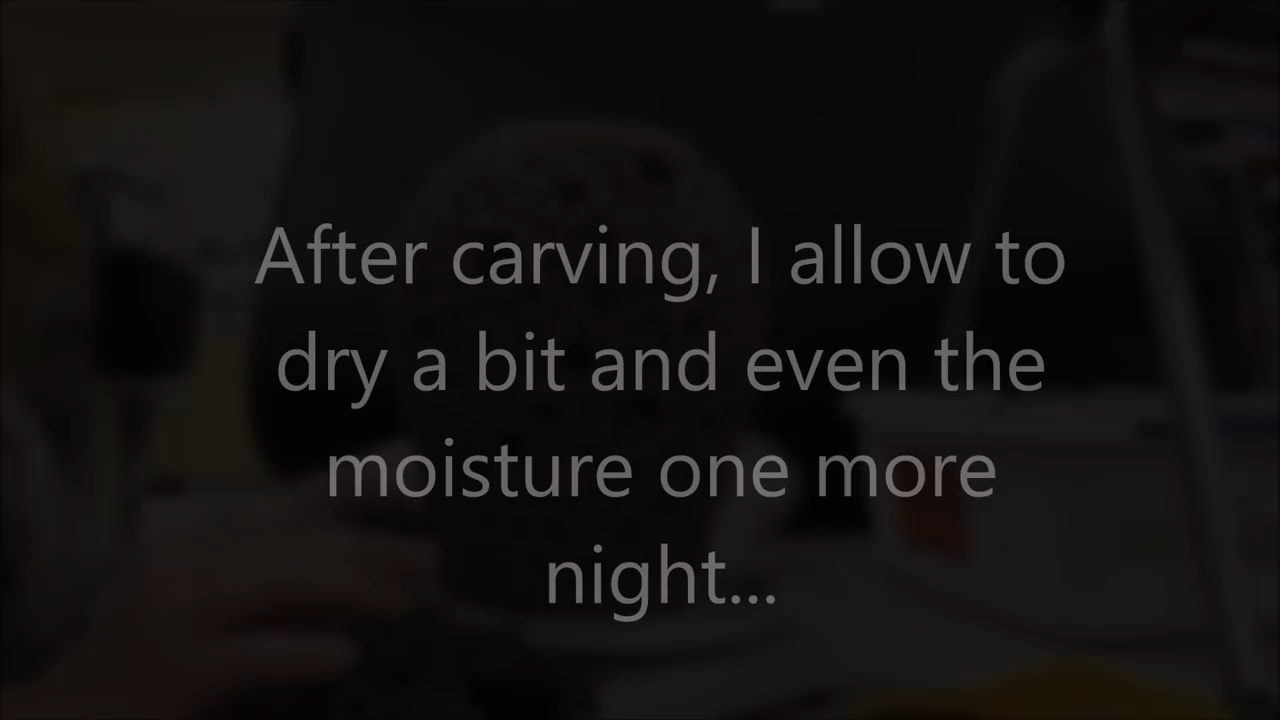 After carving, I allow to
dry a bit and even the
moisture one more
night...